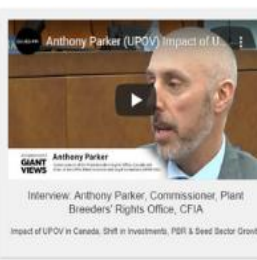 Anthony Parker (UPOV) Impact of U...
GIANT
VIEWS
Anthony Parker
Interview: Anthony Parker, Commissioner, Plant
Breeders' Rights Office, CFIA
Impact of UPOV in Canada, Shift in Investments, PBR & Seed Sector Growt